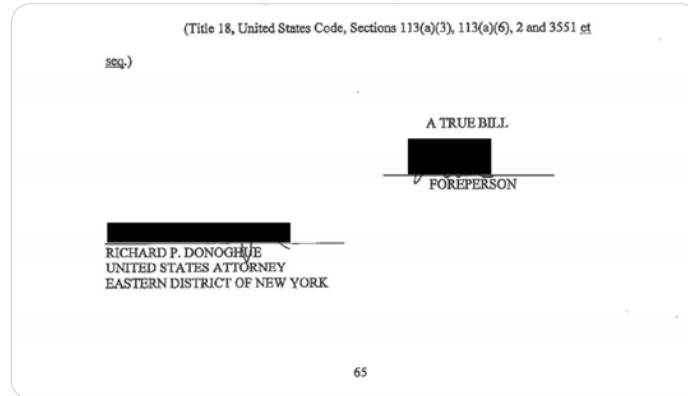 (Title 18, United States Code, Sections 113(a)(3), 113(a)(6), 2 and 3551 et
seq.)
A TRUE BILL
FOREPERSON
RICHARD P. DONOGHUE
UNITED STATES ATTORNEY
EASTERN DISTRICT OF NEW YORK
65